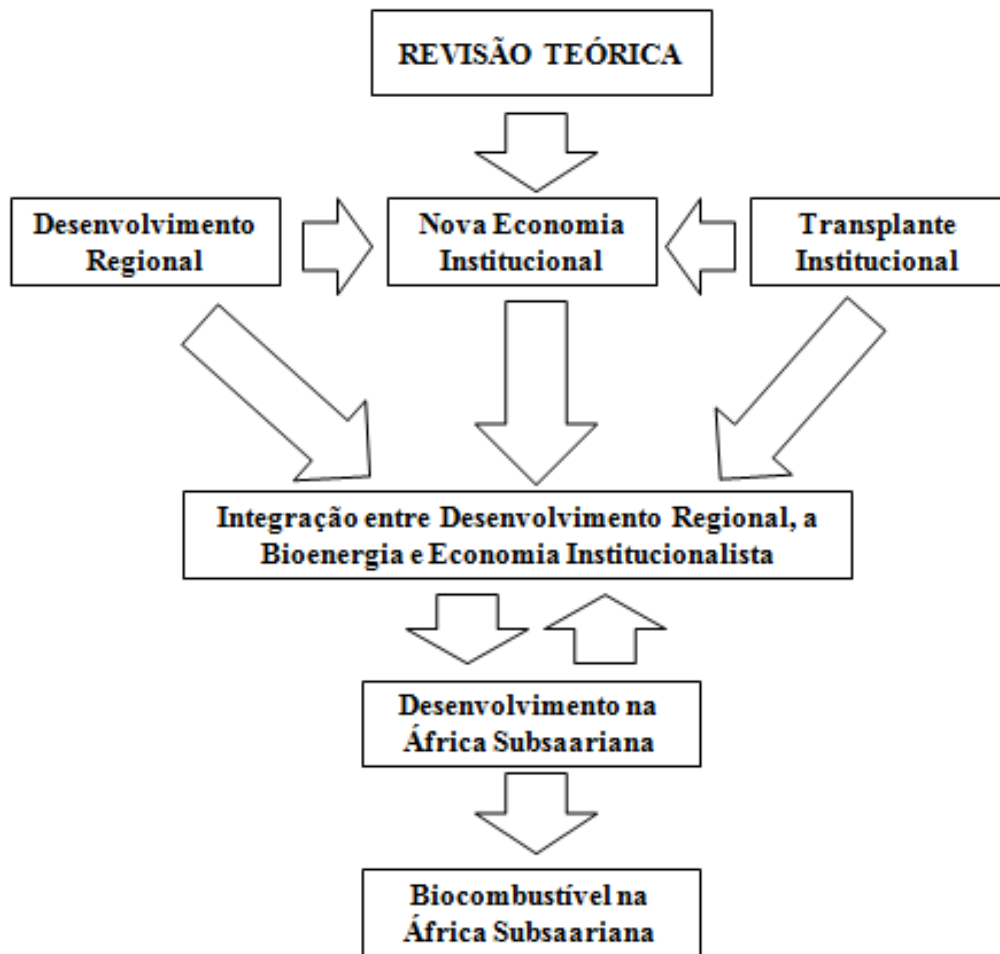 REVISÃO TEÓRICA
Desenvolvimento
Regional
Nova Economia
Institucional
Transplante
Institucional
Integração entre Desenvolvimento Regional, a
Bioenergia e Economia Institucionalista
Desenvolvimento na
África Subsaariana
Biocombustível na
África Subsaariana